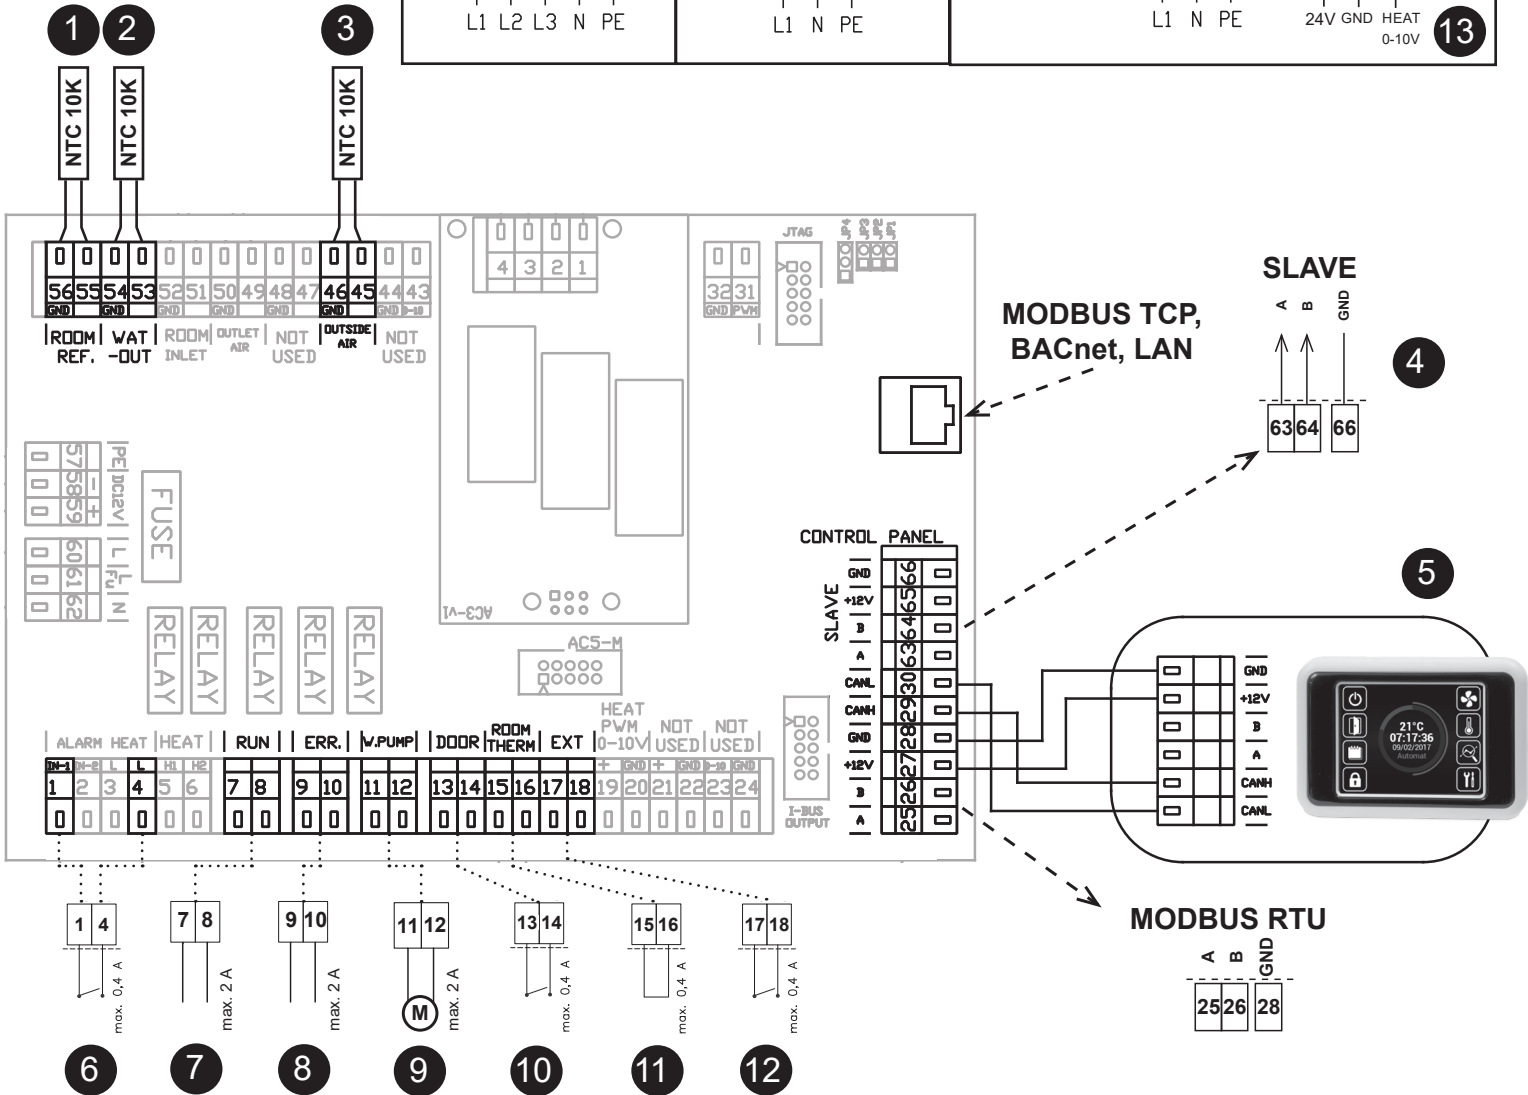 L1 L2 L3 N PE
L1 N PE
L1 N PE
24V GND HEAT
0-10V
13
1
2
3
NTC 10K
NTC 10K
NTC 10K
4 3 2 1
JTAG
JP4
JP3
JP2
JP1
56 55 54 53 52 51 50 49 48 47 46 45 44 43
GND GND GND GND GND GND GND 0-10
ROOM REF.
WAT -OUT
ROOM INLET
OUTLET AIR
NOT USED
OUTSIDE AIR
NOT USED
32 31
GND PWM
MODBUS TCP,
BACnet, LAN
SLAVE
A B GND
63 64 66
4
57 58 59
PE DC12V - +
60 61 62
L L Fu N
FUSE
RELAY
RELAY
RELAY
RELAY
RELAY
AC3-v1
AC5-M
CONTROL PANEL
SLAVE
GND 66
+12V 65
B 64
A 63
CANL 30
CANH 29
GND 28
+12V 27
B 26
A 25
I-BUS
OUTPUT
5
GND
+12V
B
A
CANH
CANL
21°C
07:17:36
09/02/2017
Automat
ALARM HEAT
HEAT
RUN
ERR.
W.PUMP
DOOR
ROOM THERM
EXT
HEAT PWM 0-10V
NOT USED
NOT USED
IN-1 IN-2 L L H1 H2 + GND + GND 0-10 GND
1 2 3 4 5 6 7 8 9 10 11 12 13 14 15 16 17 18 19 20 21 22 23 24
1 4
max. 0,4 A
7 8
max. 2 A
9 10
max. 2 A
11 12
M
max. 2 A
13 14
max. 0,4 A
15 16
max. 0,4 A
17 18
max. 0,4 A
MODBUS RTU
A B GND
25 26 28
6
7
8
9
10
11
12